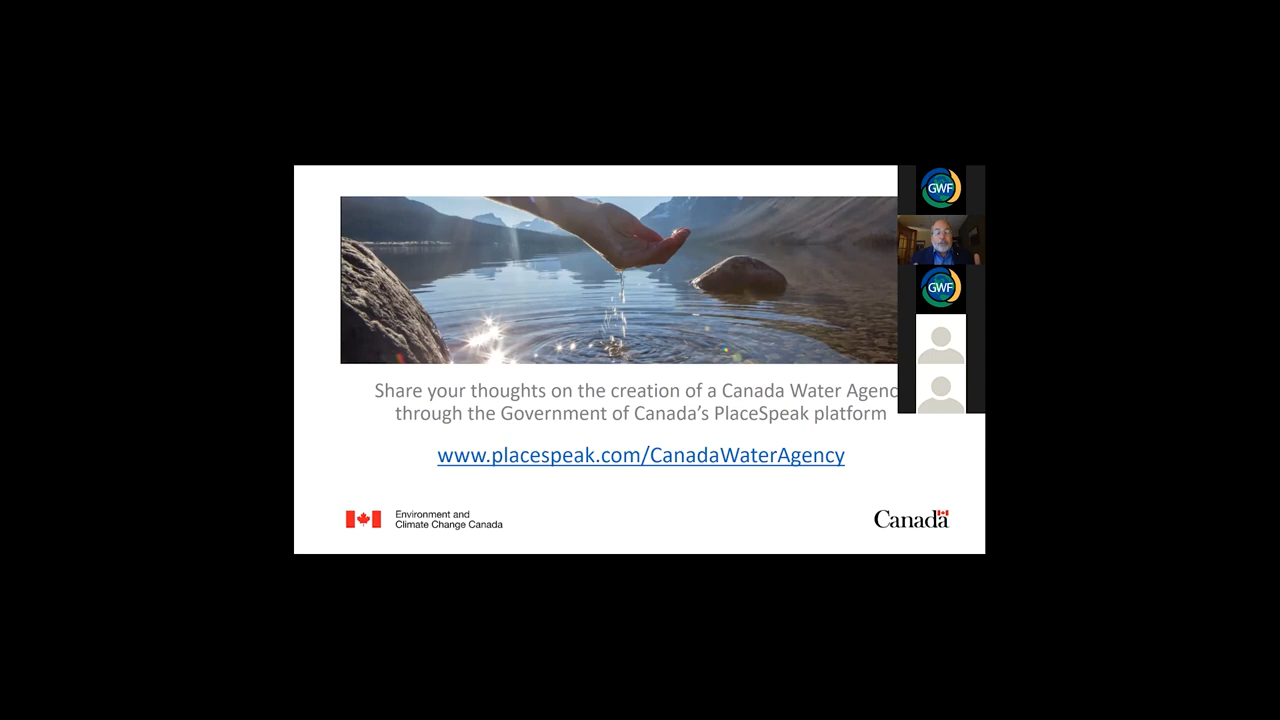 GWF
GWF
Share your thoughts on the creation of a Canada Water Agenc
through the Government of Canada's PlaceSpeak platform
www.placespeak.com/CanadaWaterAgency
Environment and
Climate Change Canada
Canada